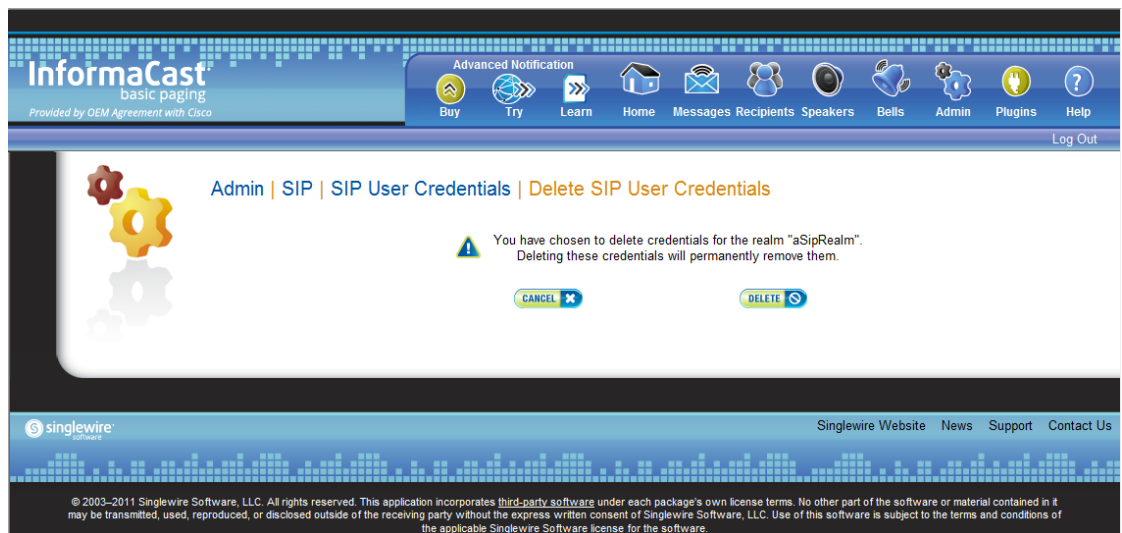 InformaCast
basic paging
Provided by OEM Agreement with Cisco
Advanced Notification
Buy Try Learn Home Messages Recipients Speakers Bells Admin Plugins Help
Log Out
Admin | SIP | SIP User Credentials | Delete SIP User Credentials
You have chosen to delete credentials for the realm "aSipRealm".
Deleting these credentials will permanently remove them.
CANCEL DELETE
singlewire
software
Singlewire Website News Support Contact Us
© 2003–2011 Singlewire Software, LLC. All rights reserved. This application incorporates third-party software under each package's own license terms. No other part of the software or material contained in it
may be transmitted, used, reproduced, or disclosed outside of the receiving party without the express written consent of Singlewire Software, LLC. Use of this software is subject to the terms and conditions of
the applicable Singlewire Software license for the software.